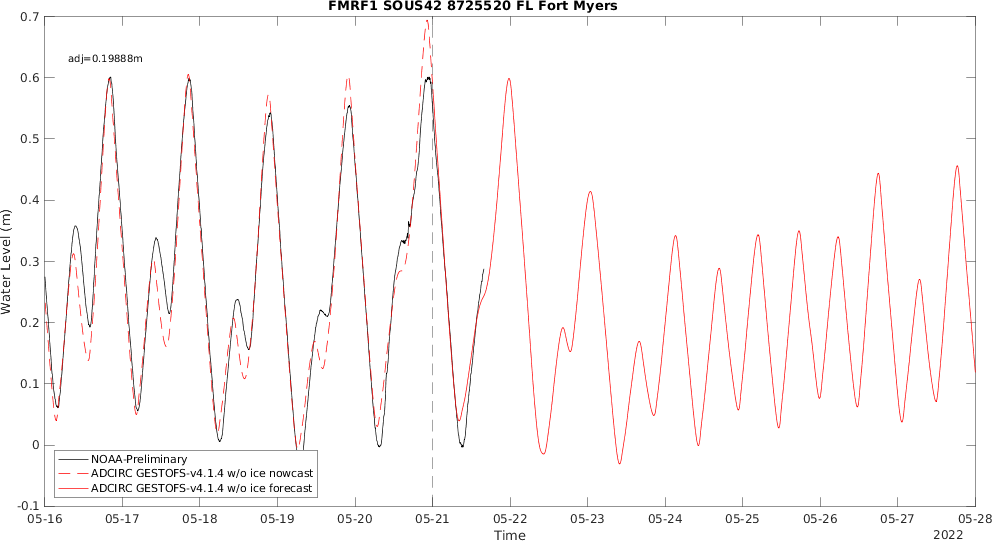 FMRF1 SOUS42 8725520 FL Fort Myers
adj=0.19888m
Water Level (m)
0.7
0.6
0.5
0.4
0.3
0.2
0.1
0
-0.1
NOAA-Preliminary
ADCIRC GESTOFS-v4.1.4 w/o ice nowcast
ADCIRC GESTOFS-v4.1.4 w/o ice forecast
05-16 05-17 05-18 05-19 05-20 05-21 05-22 05-23 05-24 05-25 05-26 05-27 05-28
Time
2022